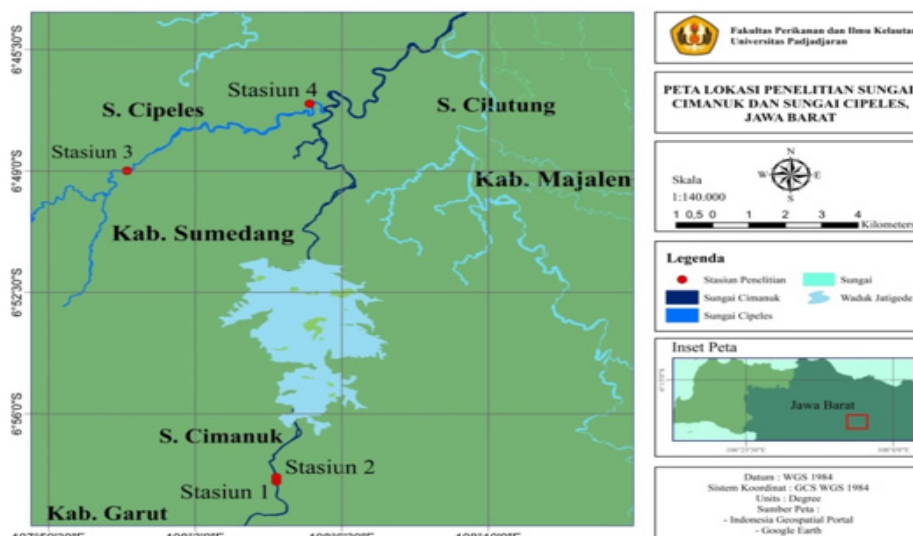 6°45'30"S
Stasiun 4
S. Cipeles
S. Cilutung
Stasiun 3
6°49'0"S
Kab. Majalen
Kab. Sumedang
6°52'30"S
6°56'0"S
S. Cimanuk
Stasiun 2
Stasiun 1
Kab. Garut
Fakultas Perikanan dan Ilmu Kelautan
Universitas Padjadjaran
PETA LOKASI PENELITIAN SUNGAI
CIMANUK DAN SUNGAI CIPELES,
JAWA BARAT
N
W E
S
Skala
1:140.000
1 0,5 0 1 2 3 4
Kilometers
Legenda
Stasiun Penelitian
Sungai
Sungai Cimanuk
Waduk Jatigede
Sungai Cipeles
Inset Peta
Jawa Barat
Datum : WGS 1984
Sistem Koordinat : GCS WGS 1984
Units : Degree
Sumber Peta :
- Indonesia Geospatial Portal
- Google Earth